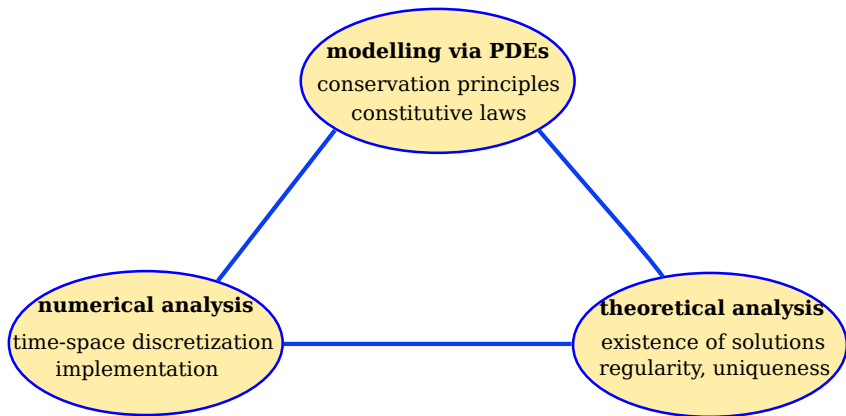 modelling via PDEs
conservation principles
constitutive laws
numerical analysis
time-space discretization
implementation
theoretical analysis
existence of solutions
regularity, uniqueness